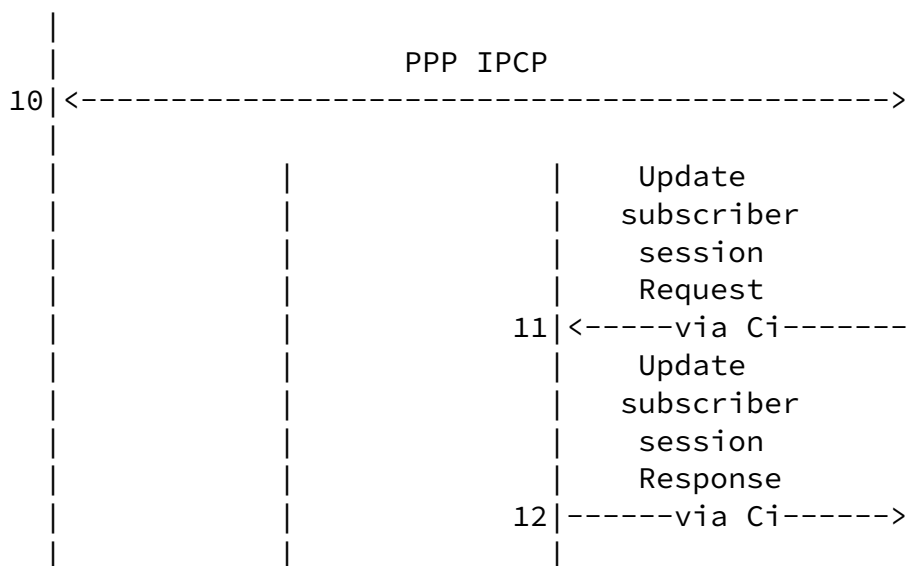 PPP IPCP
10|<--------------------------------------------->
Update
subscriber
session
Request
11|<-----via Ci-------
Update
subscriber
session
Response
12|------via Ci------>